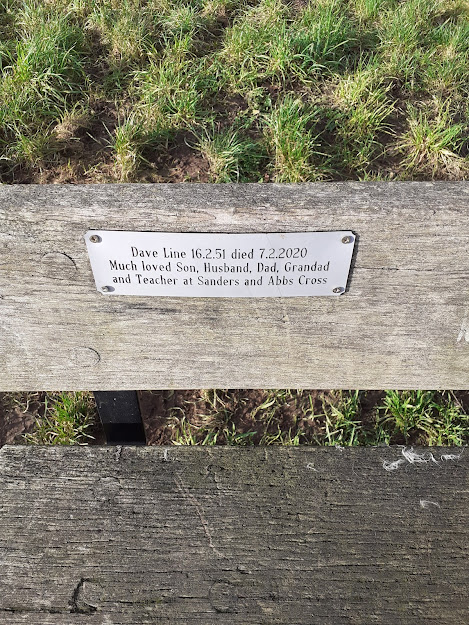 Dave Line 16.2.51 died 7.2.2020
Much loved Son, Husband, Dad, Grandad
and Teacher at Sanders and Abbs Cross